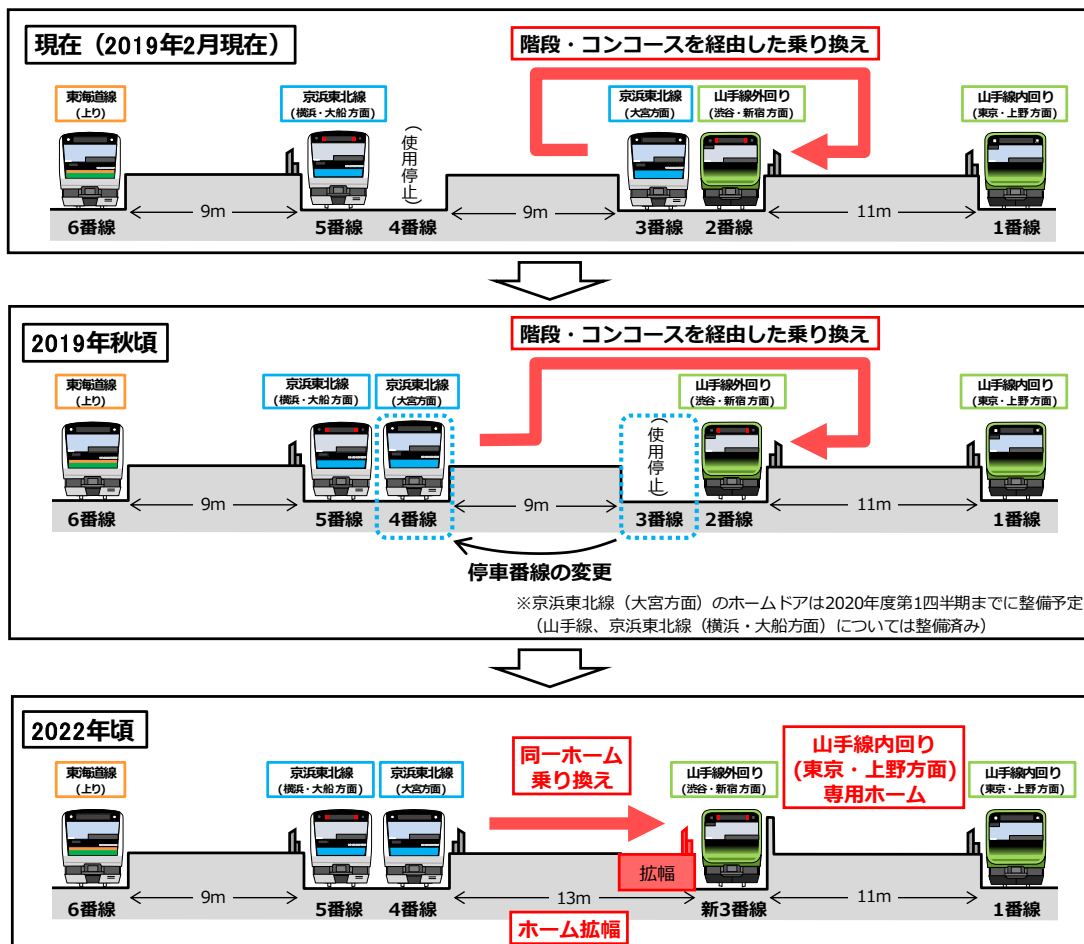 現在（2019年2月現在）
階段・コンコースを経由した乗り換え
東海道線
(上り)
京浜東北線
(横浜・大船方面)
(使用停止)
京浜東北線
(大宮方面)
山手線外回り
(渋谷・新宿方面)
山手線内回り
(東京・上野方面)
9m
9m
11m
6番線
5番線
4番線
3番線
2番線
1番線
2019年秋頃
階段・コンコースを経由した乗り換え
東海道線
(上り)
京浜東北線
(横浜・大船方面)
京浜東北線
(大宮方面)
(使用停止)
山手線外回り
(渋谷・新宿方面)
山手線内回り
(東京・上野方面)
9m
9m
11m
6番線
5番線
4番線
3番線
2番線
1番線
停車番線の変更
※京浜東北線（大宮方面）のホームドアは2020年度第1四半期までに整備予定
（山手線、京浜東北線（横浜・大船方面）については整備済み）
2022年頃
同一ホーム
乗り換え
山手線内回り
(東京・上野方面)
専用ホーム
東海道線
(上り)
京浜東北線
(横浜・大船方面)
京浜東北線
(大宮方面)
山手線外回り
(渋谷・新宿方面)
山手線内回り
(東京・上野方面)
拡幅
9m
13m
11m
6番線
5番線
4番線
新3番線
1番線
ホーム拡幅